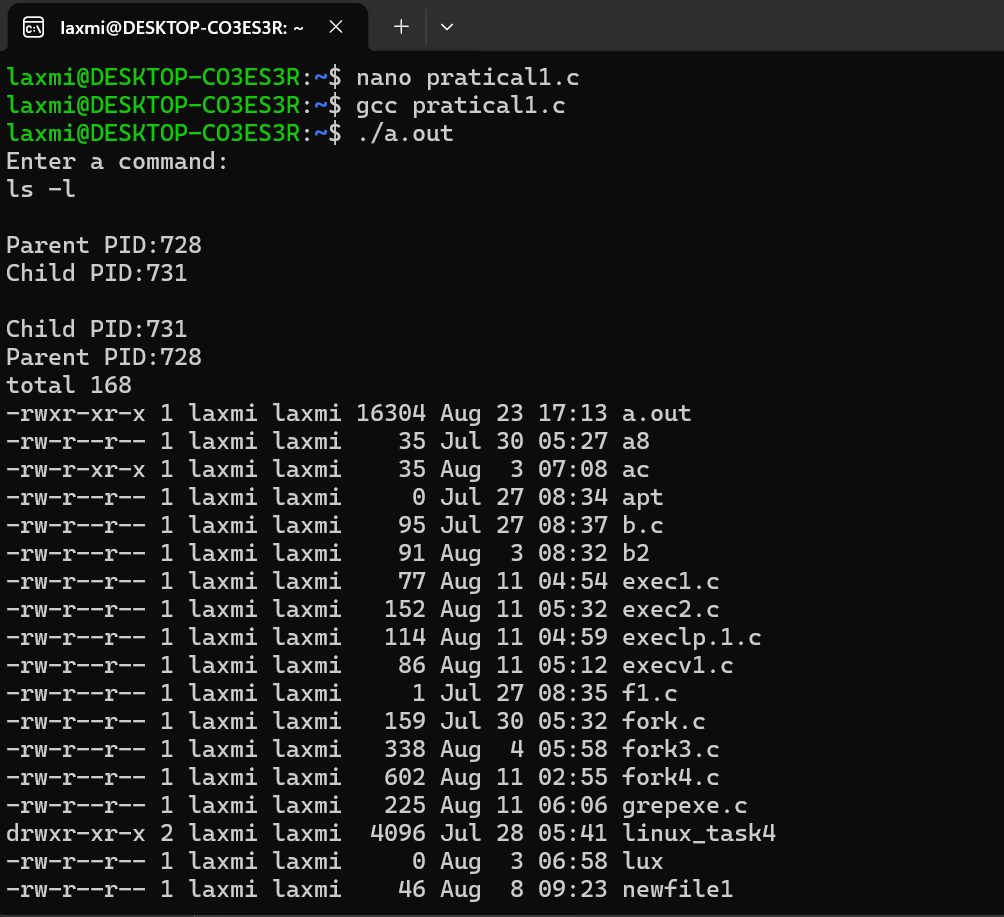 laxmi@DESKTOP-CO3ES3R: ~
laxmi@DESKTOP-CO3ES3R:~$ nano pratical1.c
laxmi@DESKTOP-CO3ES3R:~$ gcc pratical1.c
laxmi@DESKTOP-CO3ES3R:~$ ./a.out
Enter a command:
ls -l

Parent PID:728
Child PID:731

Child PID:731
Parent PID:728
total 168
-rwxr-xr-x 1 laxmi laxmi 16304 Aug 23 17:13 a.out
-rw-r--r-- 1 laxmi laxmi    35 Jul 30 05:27 a8
-rw-r-xr-x 1 laxmi laxmi    35 Aug  3 07:08 ac
-rw-r--r-- 1 laxmi laxmi     0 Jul 27 08:34 apt
-rw-r--r-- 1 laxmi laxmi    95 Jul 27 08:37 b.c
-rw-r--r-- 1 laxmi laxmi    91 Aug  3 08:32 b2
-rw-r--r-- 1 laxmi laxmi    77 Aug 11 04:54 exec1.c
-rw-r--r-- 1 laxmi laxmi   152 Aug 11 05:32 exec2.c
-rw-r--r-- 1 laxmi laxmi   114 Aug 11 04:59 execlp.1.c
-rw-r--r-- 1 laxmi laxmi    86 Aug 11 05:12 execv1.c
-rw-r--r-- 1 laxmi laxmi     1 Jul 27 08:35 f1.c
-rw-r--r-- 1 laxmi laxmi   159 Jul 30 05:32 fork.c
-rw-r--r-- 1 laxmi laxmi   338 Aug  4 05:58 fork3.c
-rw-r--r-- 1 laxmi laxmi   602 Aug 11 02:55 fork4.c
-rw-r--r-- 1 laxmi laxmi   225 Aug 11 06:06 grepexe.c
drwxr-xr-x 2 laxmi laxmi  4096 Jul 28 05:41 linux_task4
-rw-r--r-- 1 laxmi laxmi     0 Aug  3 06:58 lux
-rw-r--r-- 1 laxmi laxmi    46 Aug  8 09:23 newfile1